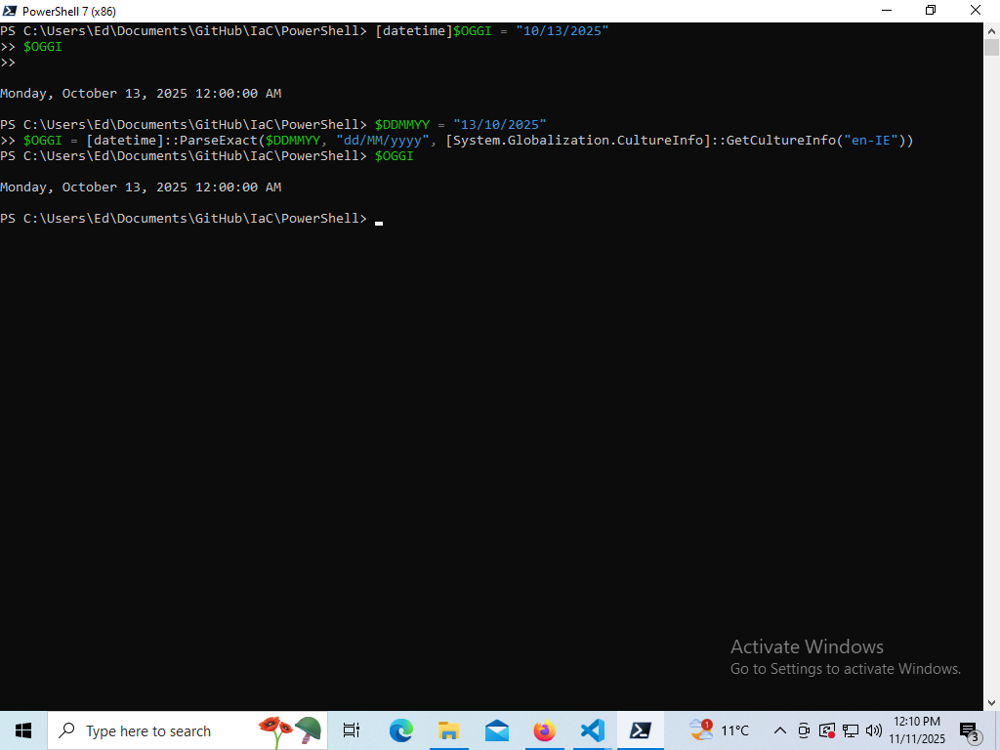 PowerShell 7 (x86)
PS C:\Users\Ed\Documents\GitHub\IaC\PowerShell> [datetime]$OGGI = "10/13/2025"
>> $OGGI
>>
Monday, October 13, 2025 12:00:00 AM
PS C:\Users\Ed\Documents\GitHub\IaC\PowerShell> $DDMMYY = "13/10/2025"
>> $OGGI = [datetime]::ParseExact($DDMMYY, "dd/MM/yyyy", [System.Globalization.CultureInfo]::GetCultureInfo("en-IE"))
PS C:\Users\Ed\Documents\GitHub\IaC\PowerShell> $OGGI
Monday, October 13, 2025 12:00:00 AM
PS C:\Users\Ed\Documents\GitHub\IaC\PowerShell>
Activate Windows
Go to Settings to activate Windows.
Type here to search
1
11°C
12:10 PM
11/11/2025
3